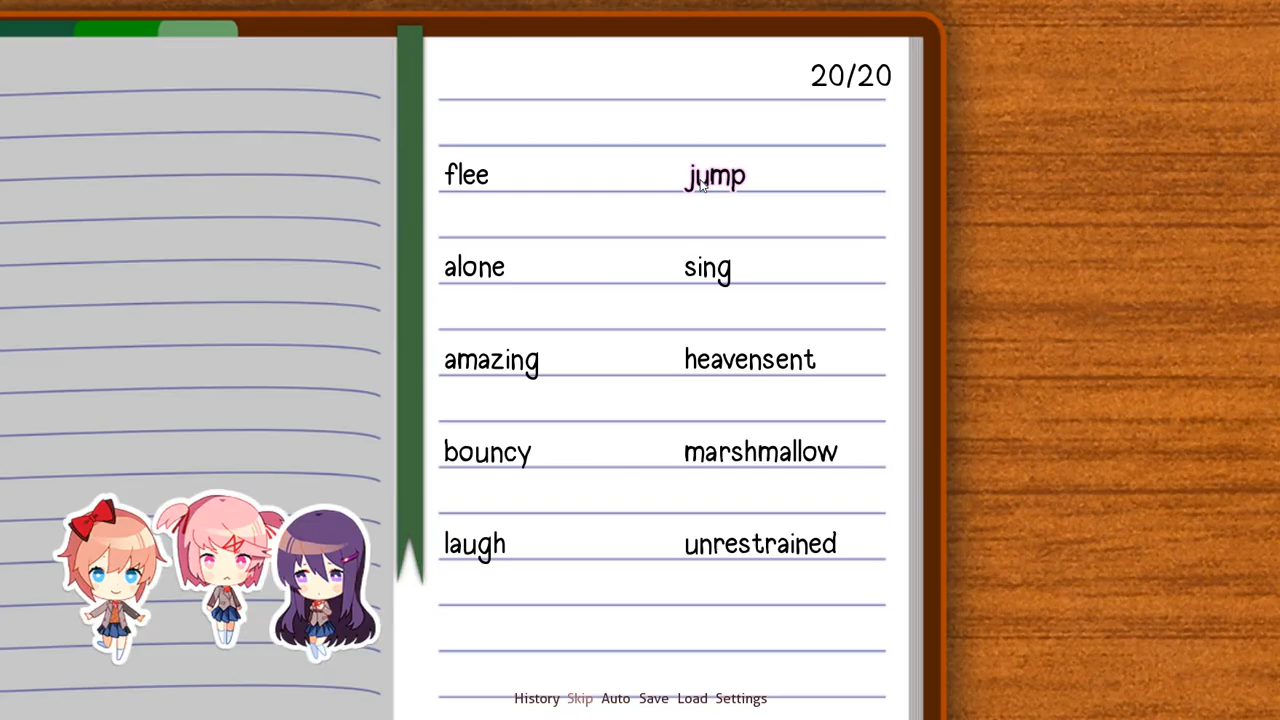 20/20
flee jump
alone sing
amazing heavensent
bouncy marshmallow
laugh unrestrained
History Skip Auto Save Load Settings